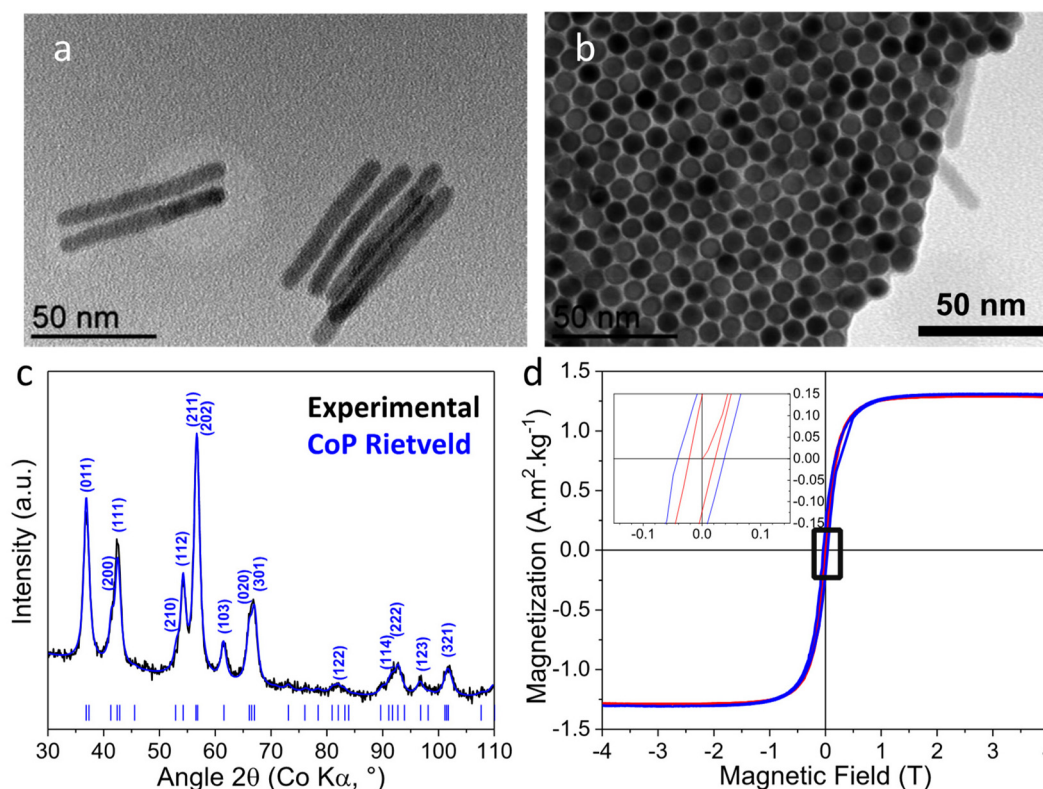 a
50 nm
b
50 nm
50 nm
c
Experimental
CoP Rietveld
(011)
(200)
(111)
(210)
(112)
(211)
(202)
(103)
(020)
(301)
(122)
(114)
(222)
(123)
(321)
Intensity (a.u.)
30 40 50 60 70 80 90 100 110
Angle 2θ (Co Kα, °)
d
1.5
1.0
0.5
0.0
-0.5
-1.0
-1.5
Magnetization (A.m².kg⁻¹)
-4 -3 -2 -1 0 1 2 3 4
Magnetic Field (T)
0.15
0.10
0.05
0.00
-0.05
-0.10
-0.15
-0.1 0.0 0.1